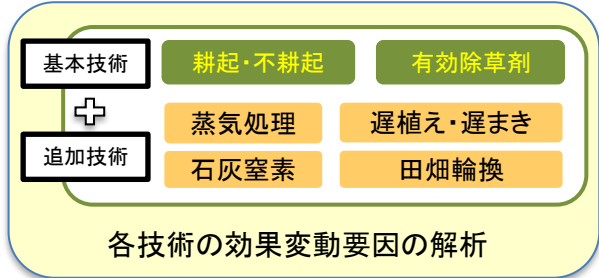 基本技術
耕起・不耕起
有効除草剤
追加技術
蒸気処理
遅植え・遅まき
石灰窒素
田畑輪換
各技術の効果変動要因の解析